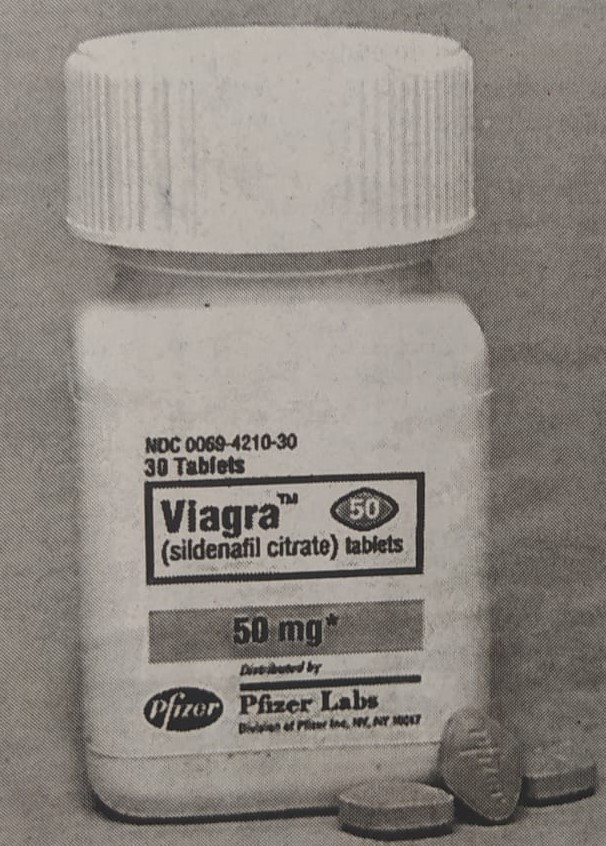 NDC 0069-4210-30
30 Tablets
Viagra™ 50
(sildenafil citrate) tablets
50 mg*
Distributed by
Pfizer Pfizer Labs
Division of Pfizer Inc, NY, NY 10017
Pfizer